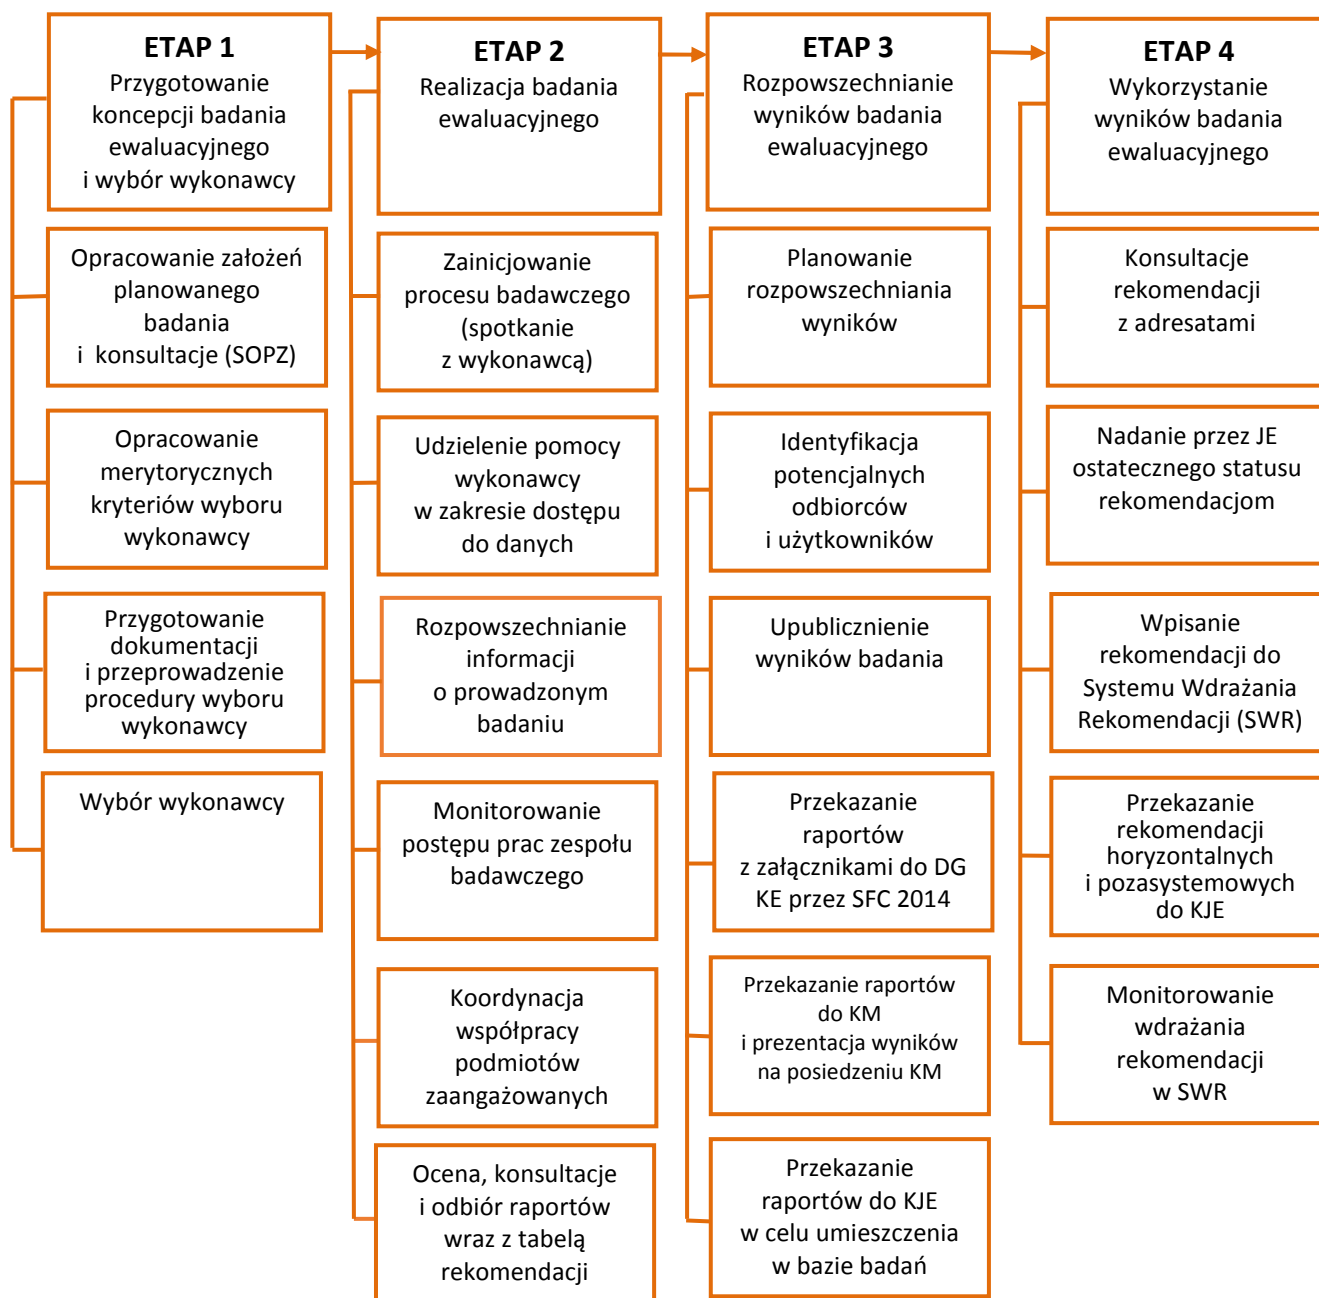 ETAP 1
Przygotowanie
koncepcji badania
ewaluacyjnego
i wybór wykonawcy
Opracowanie założeń
planowanego
badania
i konsultacje (SOPZ)
Opracowanie
merytorycznych
kryteriów wyboru
wykonawcy
Przygotowanie
dokumentacji
i przeprowadzenie
procedury wyboru
wykonawcy
Wybór wykonawcy
ETAP 2
Realizacja badania
ewaluacyjnego
Zainicjowanie
procesu badawczego
(spotkanie
z wykonawcą)
Udzielenie pomocy
wykonawcy
w zakresie dostępu
do danych
Rozpowszechnianie
informacji
o prowadzonym
badaniu
Monitorowanie
postępu prac zespołu
badawczego
Koordynacja
współpracy
podmiotów
zaangażowanych
Ocena, konsultacje
i odbiór raportów
wraz z tabelą
rekomendacji
ETAP 3
Rozpowszechnianie
wyników badania
ewaluacyjnego
Planowanie
rozpowszechniania
wyników
Identyfikacja
potencjalnych
odbiorców
i użytkowników
Upublicznienie
wyników badania
Przekazanie
raportów
z załącznikami do DG
KE przez SFC 2014
Przekazanie raportów
do KM
i prezentacja wyników
na posiedzeniu KM
Przekazanie
raportów do KJE
w celu umieszczenia
w bazie badań
ETAP 4
Wykorzystanie
wyników badania
ewaluacyjnego
Konsultacje
rekomendacji
z adresatami
Nadanie przez JE
ostatecznego statusu
rekomendacjom
Wpisanie
rekomendacji do
Systemu Wdrażania
Rekomendacji (SWR)
Przekazanie
rekomendacji
horyzontalnych
i pozasystemowych
do KJE
Monitorowanie
wdrażania
rekomendacji
w SWR